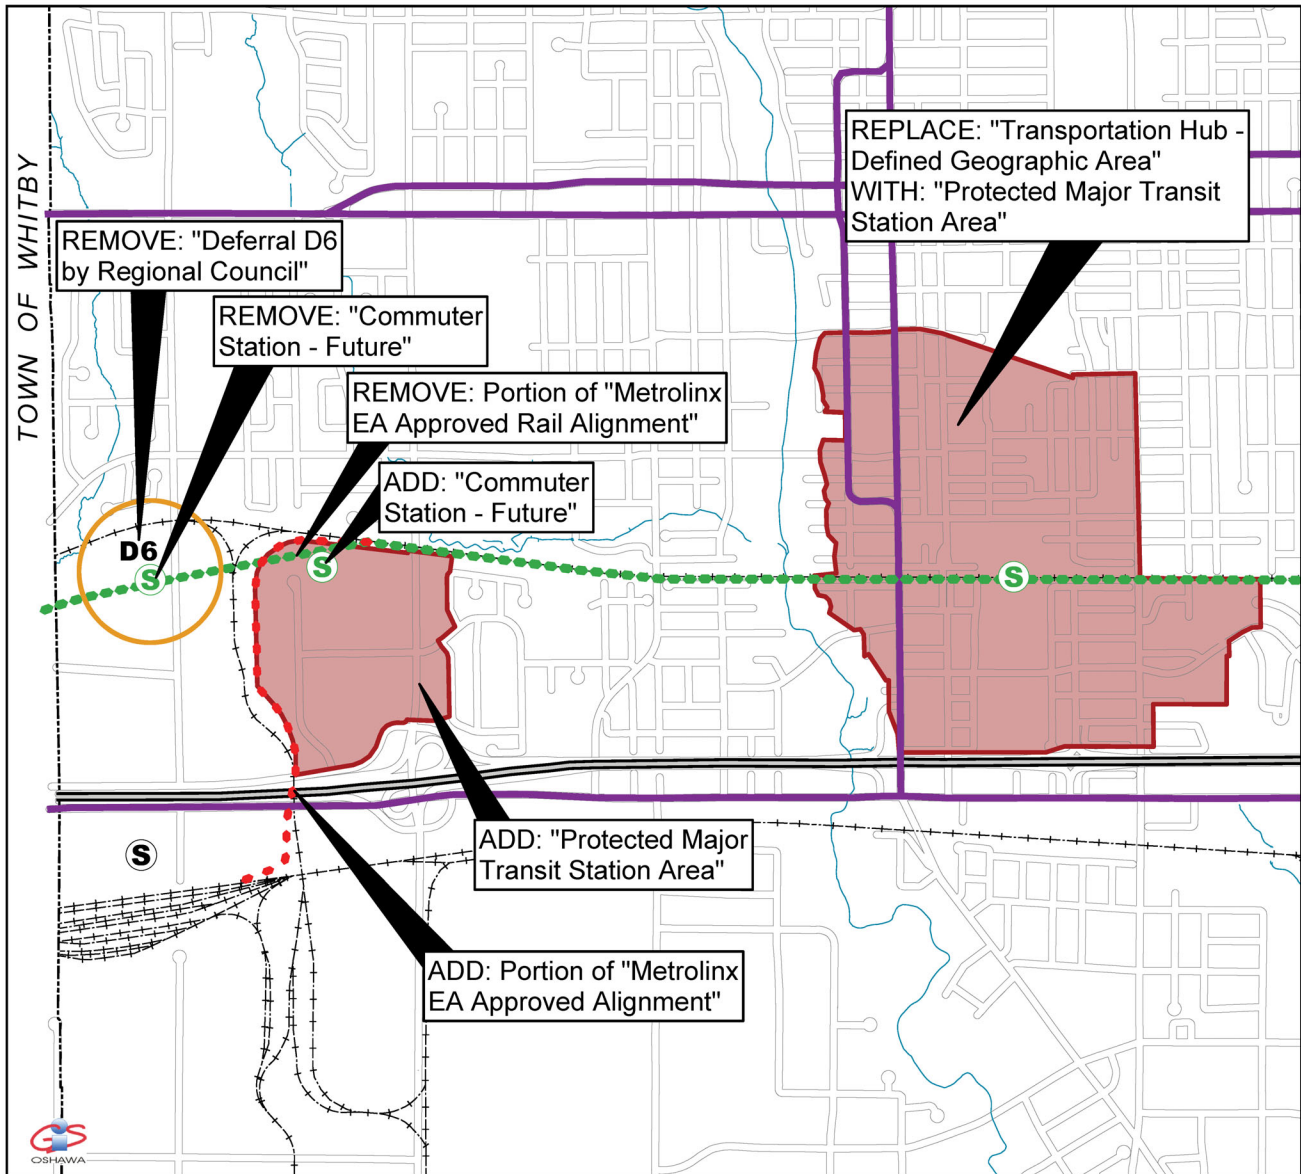 REPLACE: "Transportation Hub -
Defined Geographic Area"
WITH: "Protected Major Transit
Station Area"
TOWN OF WHITBY
REMOVE: "Deferral D6
by Regional Council"
REMOVE: "Commuter
Station - Future"
REMOVE: Portion of "Metrolinx
EA Approved Rail Alignment"
ADD: "Commuter
Station - Future"
D6
S
S
S
ADD: "Protected Major
Transit Station Area"
S
ADD: Portion of "Metrolinx
EA Approved Alignment"
GS
OSHAWA